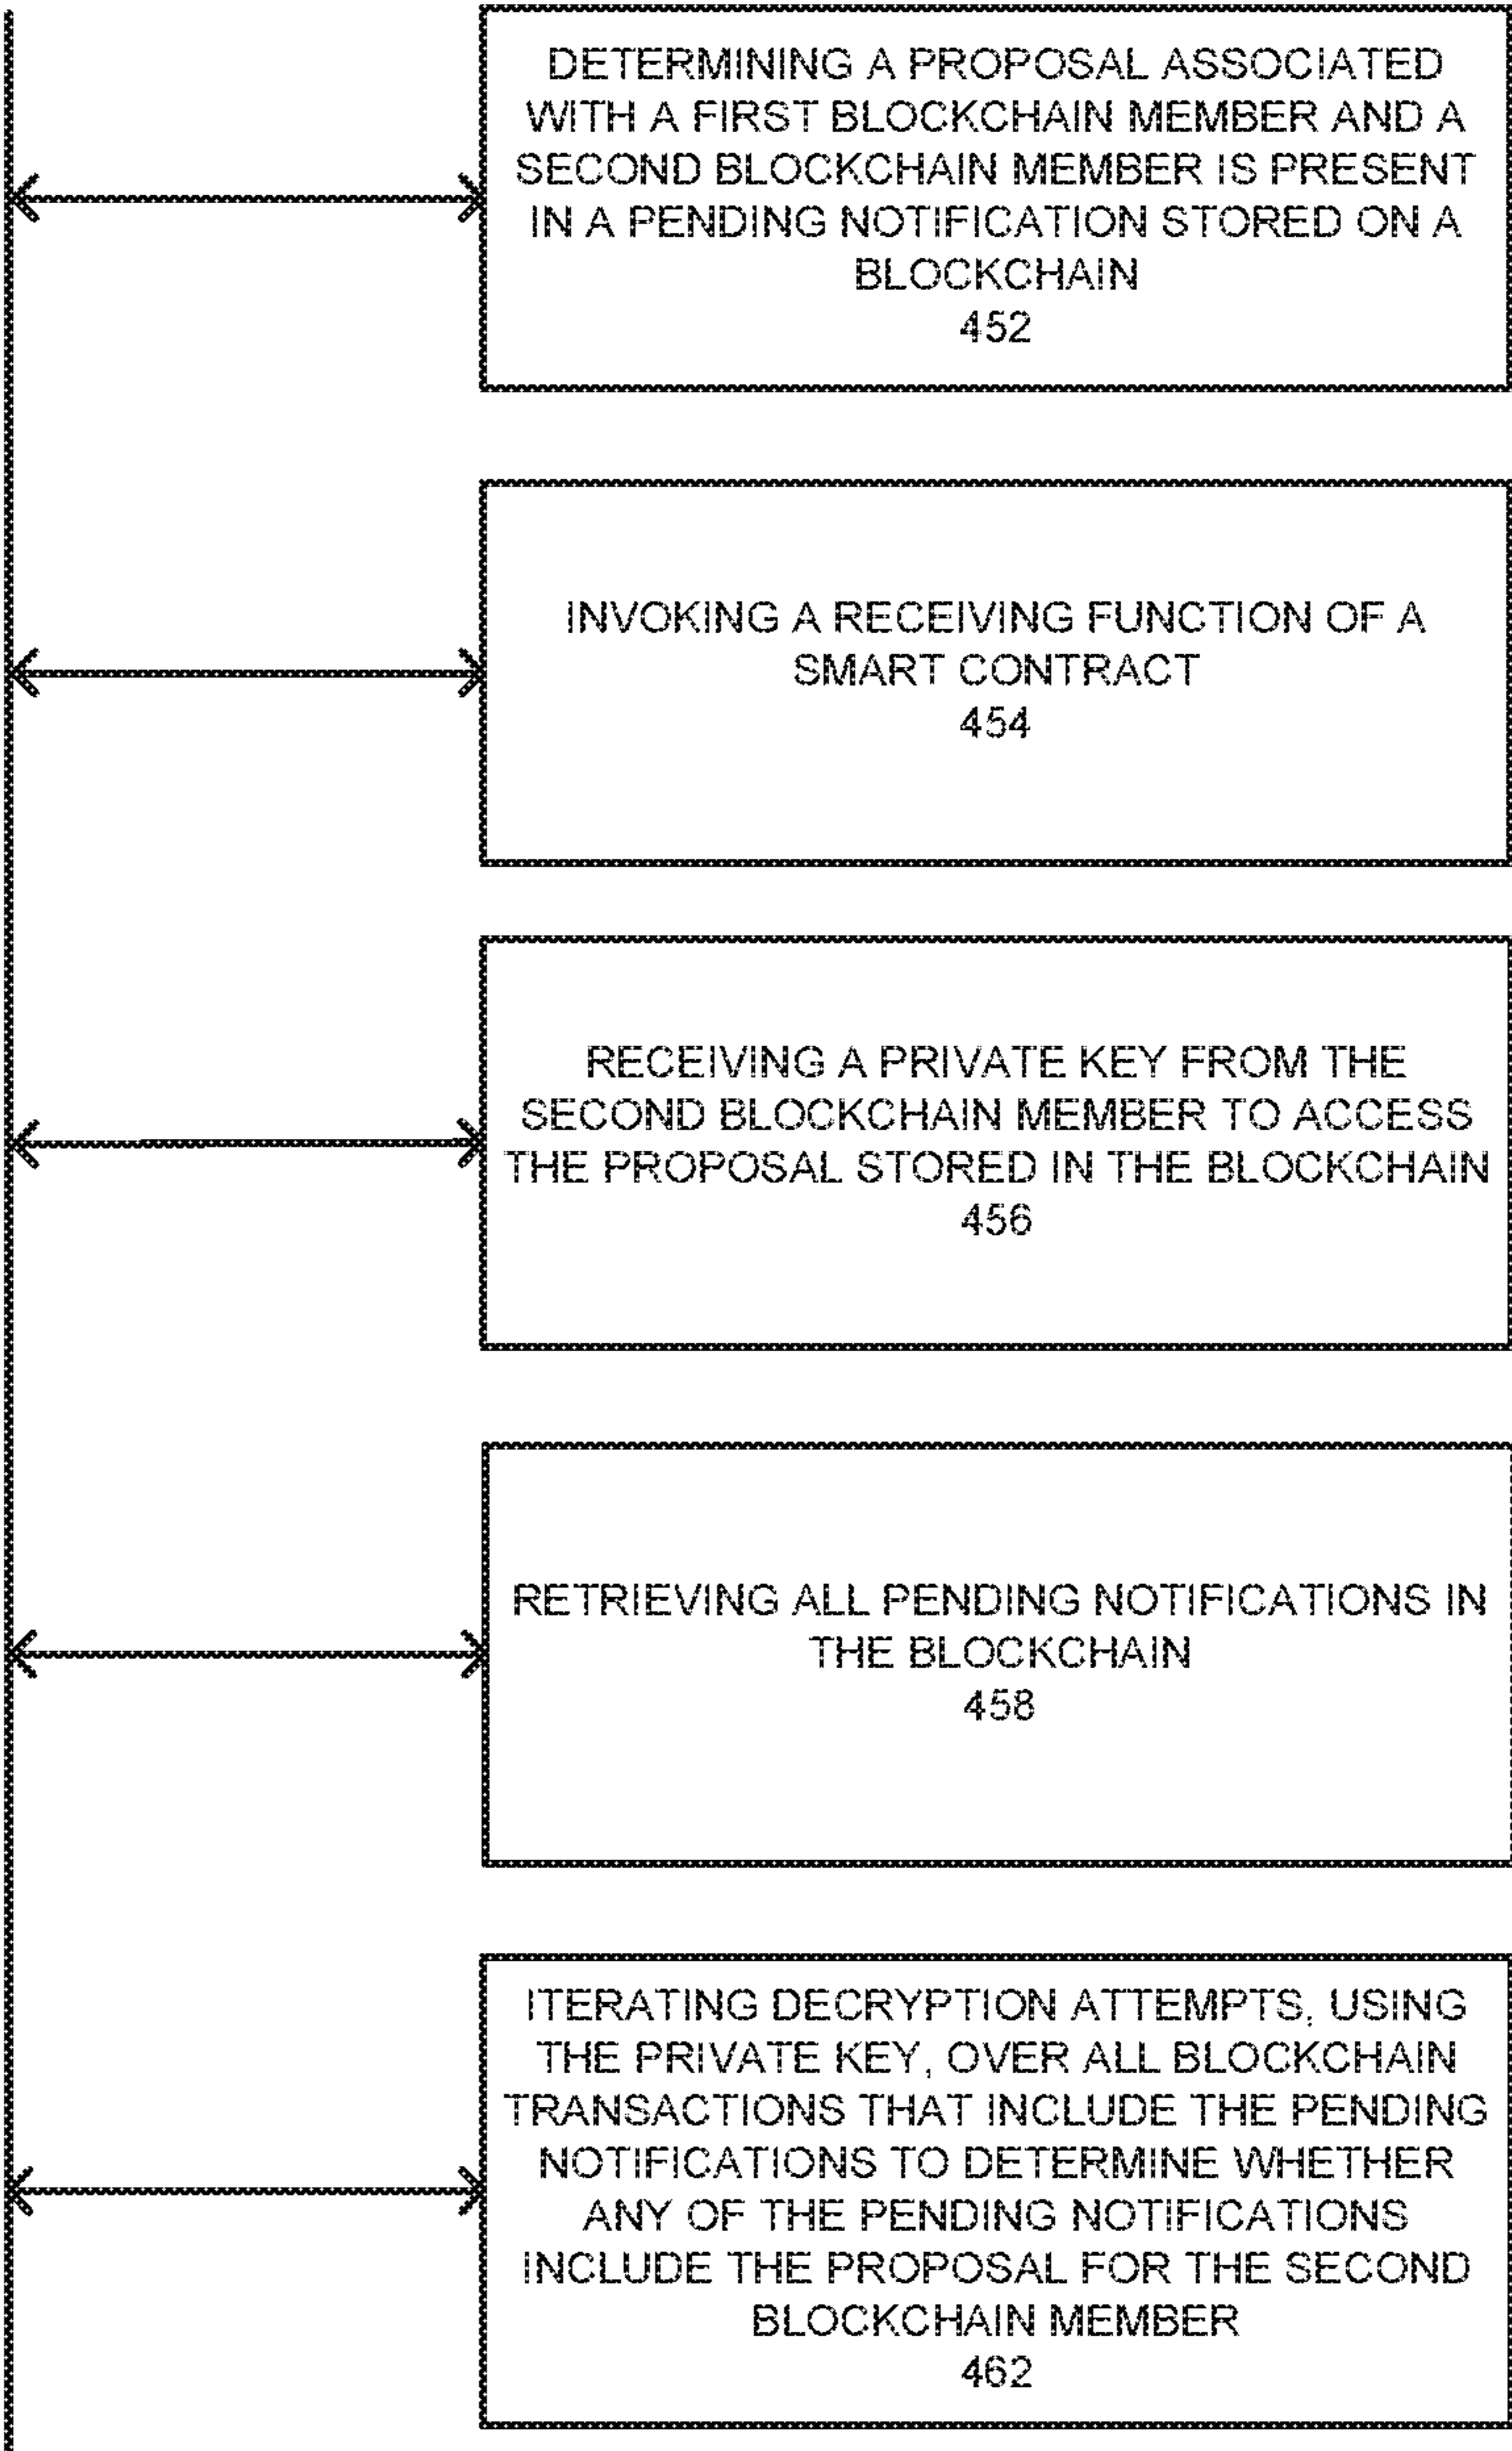 DETERMINING A PROPOSAL ASSOCIATED
WITH A FIRST BLOCKCHAIN MEMBER AND A
SECOND BLOCKCHAIN MEMBER IS PRESENT
IN A PENDING NOTIFICATION STORED ON A
BLOCKCHAIN
452
INVOKING A RECEIVING FUNCTION OF A
SMART CONTRACT
454
RECEIVING A PRIVATE KEY FROM THE
SECOND BLOCKCHAIN MEMBER TO ACCESS
THE PROPOSAL STORED IN THE BLOCKCHAIN
456
RETRIEVING ALL PENDING NOTIFICATIONS IN
THE BLOCKCHAIN
458
ITERATING DECRYPTION ATTEMPTS, USING
THE PRIVATE KEY, OVER ALL BLOCKCHAIN
TRANSACTIONS THAT INCLUDE THE PENDING
NOTIFICATIONS TO DETERMINE WHETHER
ANY OF THE PENDING NOTIFICATIONS
INCLUDE THE PROPOSAL FOR THE SECOND
BLOCKCHAIN MEMBER
462